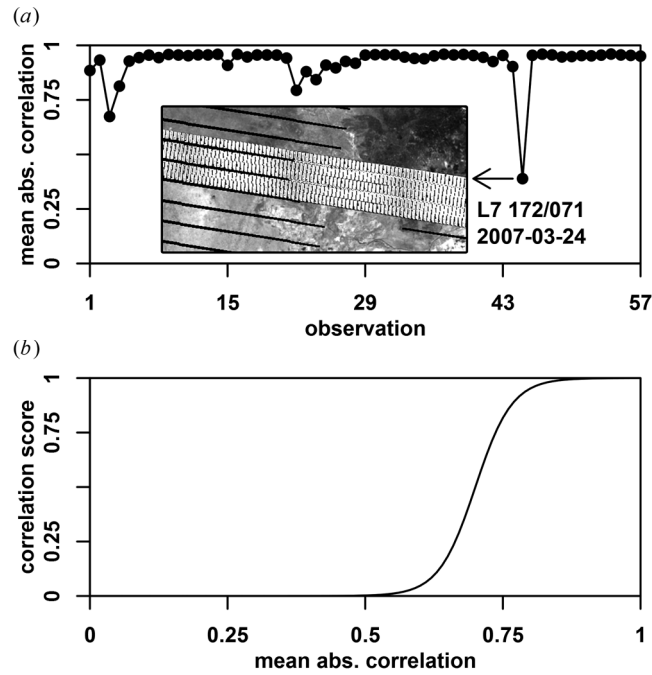 (a)
mean abs. correlation
1
0.75
0.25
0
L7 172/071
2007-03-24
1 15 29 43 57
observation
(b)
correlation score
1
0.75
0.25
0
0 0.25 0.5 0.75 1
mean abs. correlation